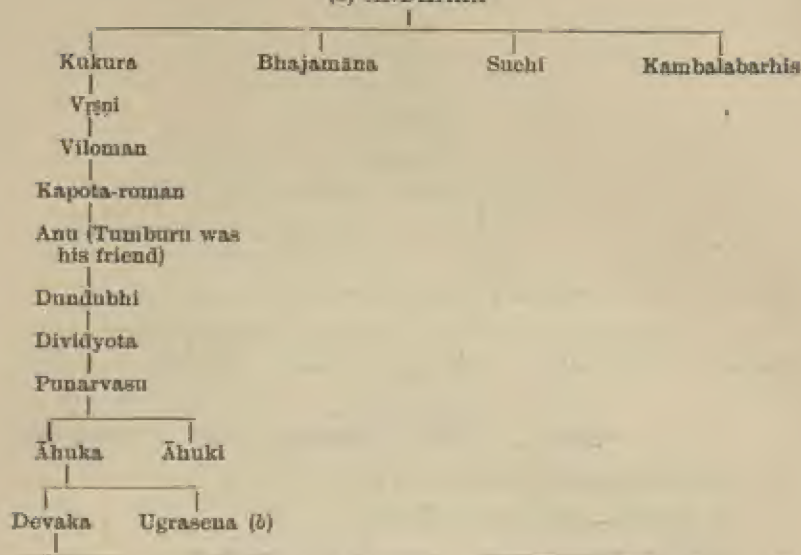 Kukura Bhajamāna Suchi Kambalabarhis
Vṛṣṇi
Viloman
Kapota-roman
Anu (Tumburu was
his friend)
Dundubhi
Dividyota
Punarvasu
Āhuka Āhuki
Devaka Ugrasena (b)